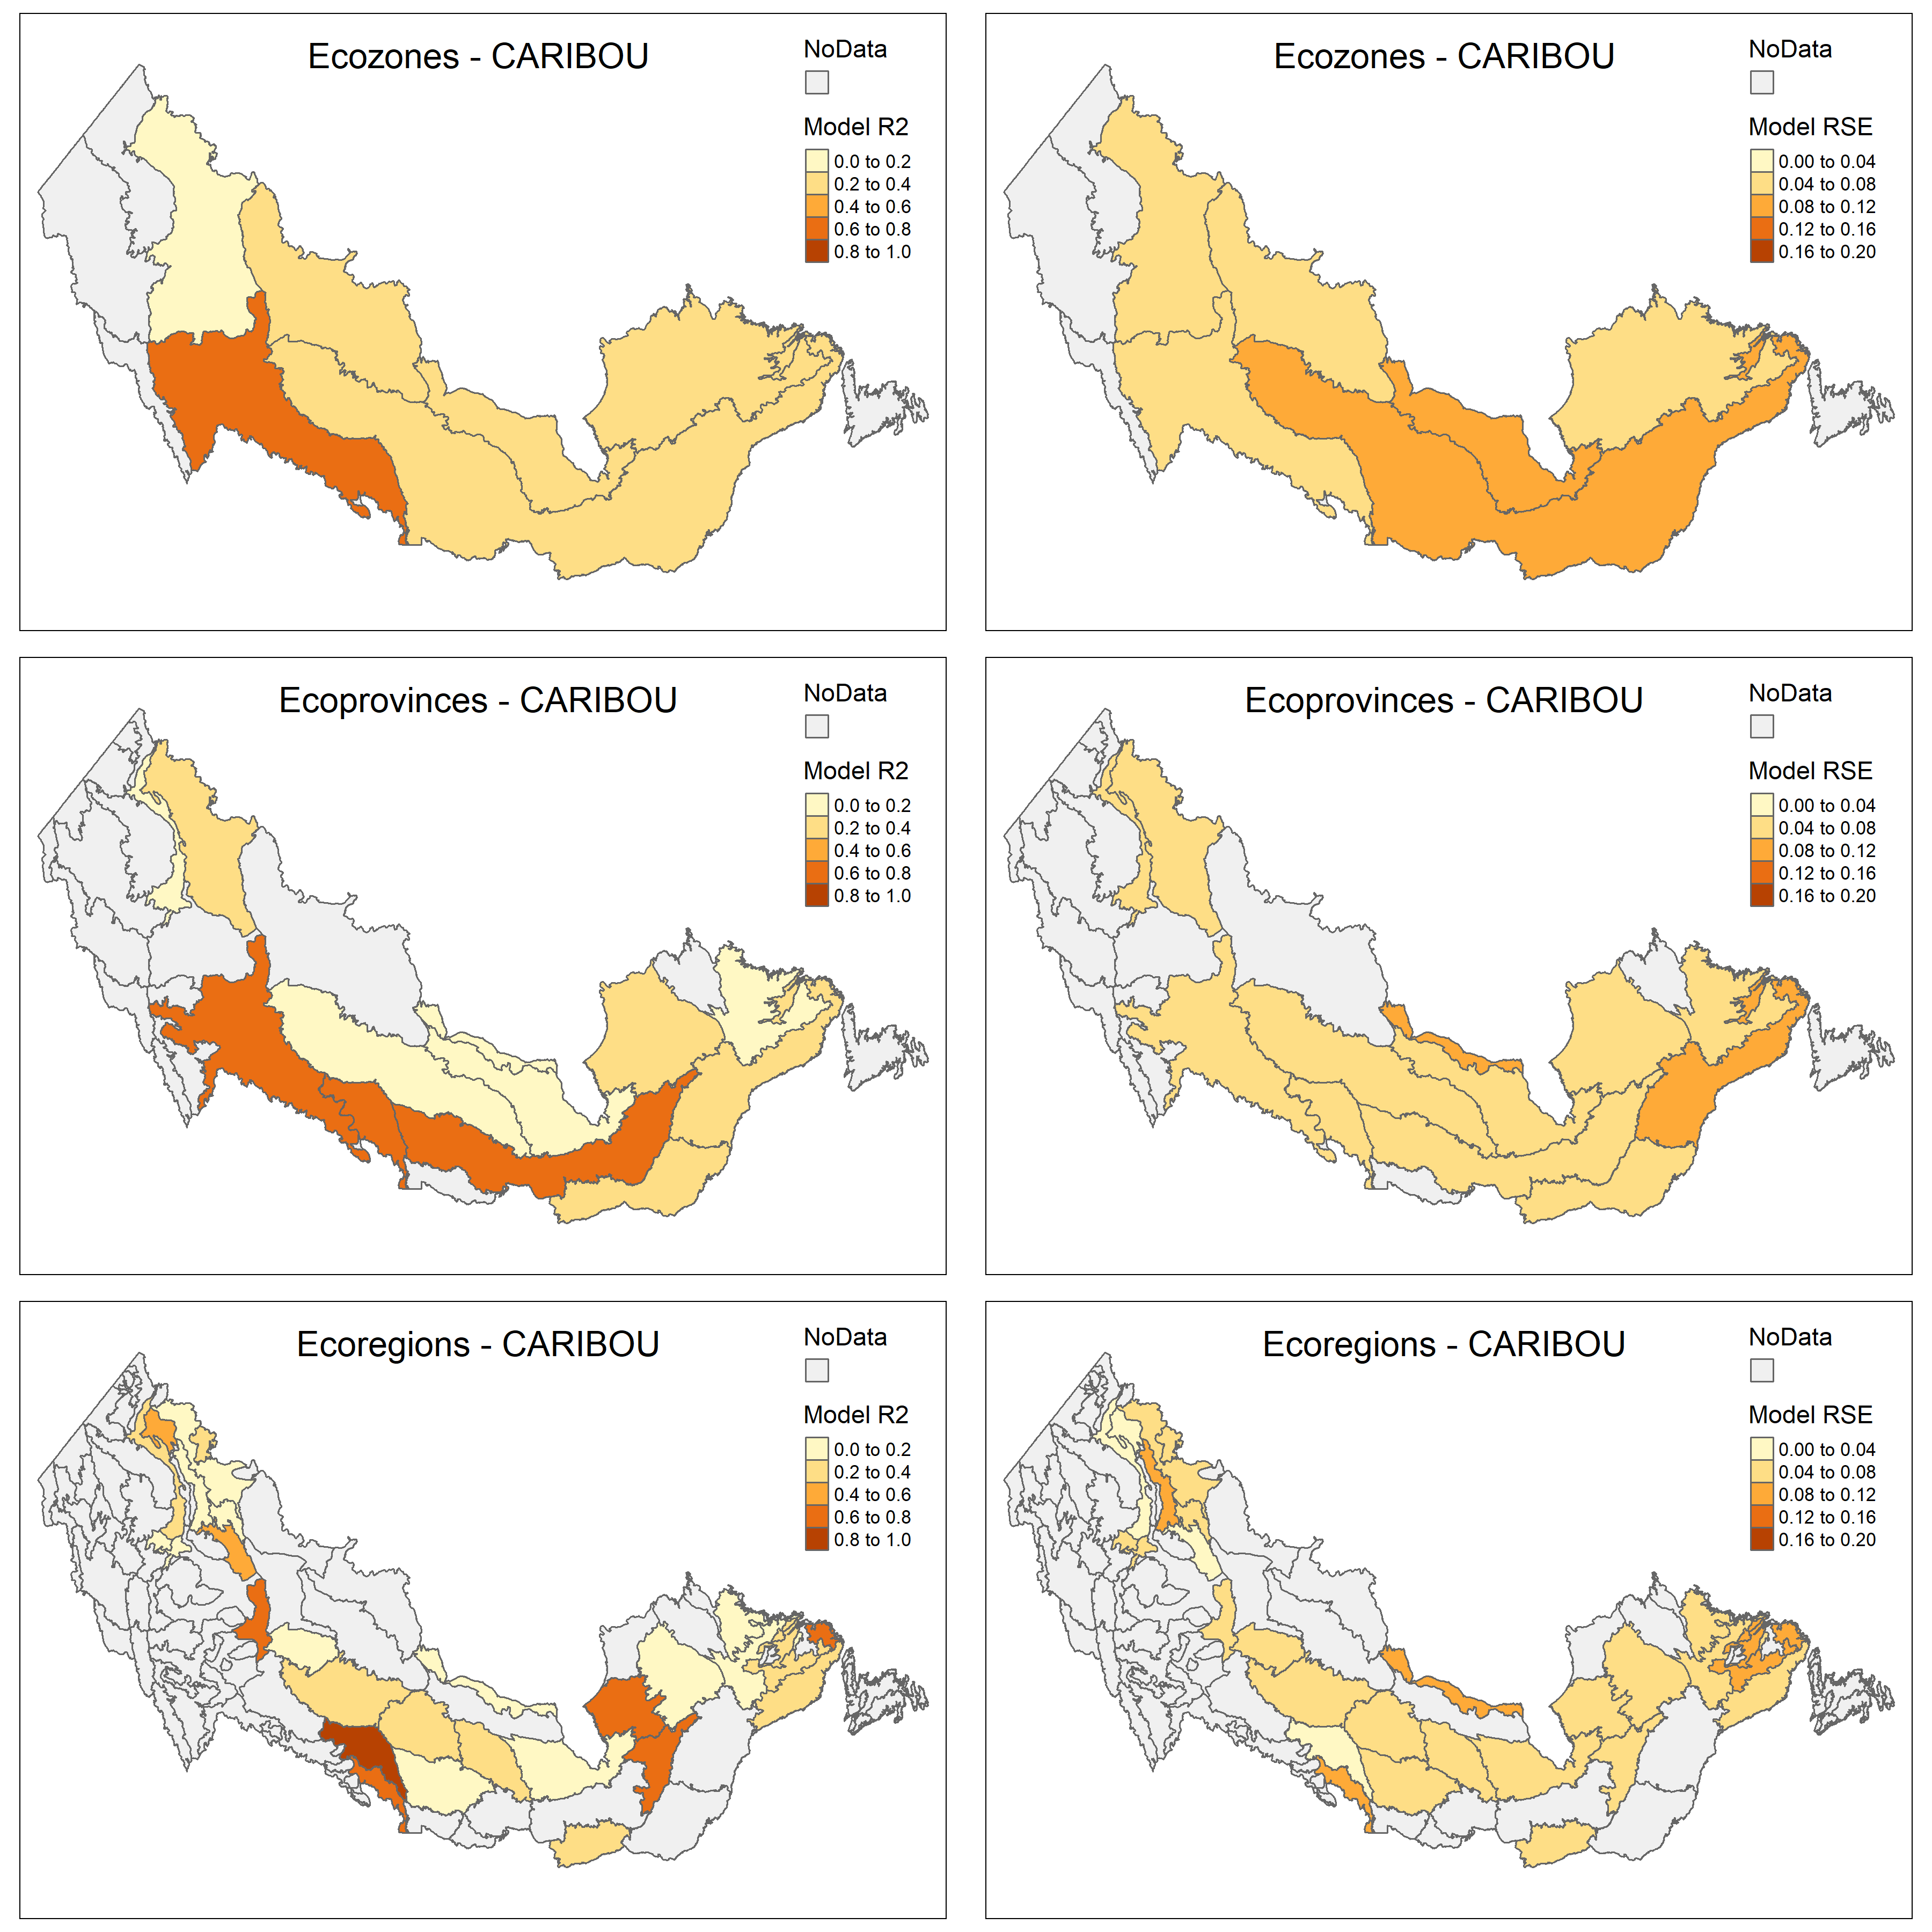 Ecozones - CARIBOU
NoData
Model R2
0.0 to 0.2
0.2 to 0.4
0.4 to 0.6
0.6 to 0.8
0.8 to 1.0
Ecozones - CARIBOU
NoData
Model RSE
0.00 to 0.04
0.04 to 0.08
0.08 to 0.12
0.12 to 0.16
0.16 to 0.20
Ecoprovinces - CARIBOU
NoData
Model R2
0.0 to 0.2
0.2 to 0.4
0.4 to 0.6
0.6 to 0.8
0.8 to 1.0
Ecoprovinces - CARIBOU
NoData
Model RSE
0.00 to 0.04
0.04 to 0.08
0.08 to 0.12
0.12 to 0.16
0.16 to 0.20
Ecoregions - CARIBOU
NoData
Model R2
0.0 to 0.2
0.2 to 0.4
0.4 to 0.6
0.6 to 0.8
0.8 to 1.0
Ecoregions - CARIBOU
NoData
Model RSE
0.00 to 0.04
0.04 to 0.08
0.08 to 0.12
0.12 to 0.16
0.16 to 0.20